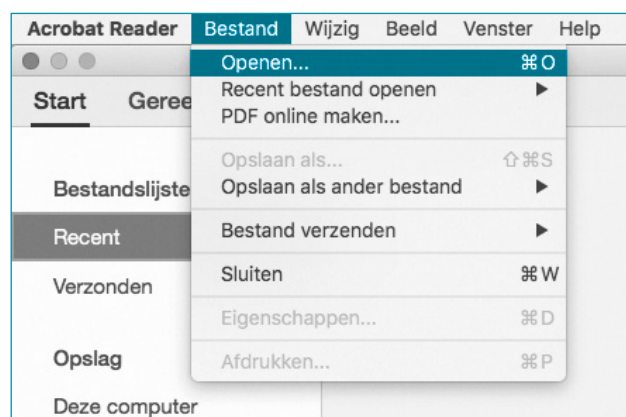 Acrobat Reader Bestand Wijzig Beeld Venster Help
Openen... ⌘O
Start Geree
Recent bestand openen ▶
PDF online maken...
Opslaan als... ⇧⌘S
Bestandslijste
Opslaan als ander bestand ▶
Recent
Bestand verzenden ▶
Verzonden
Sluiten ⌘W
Eigenschappen... ⌘D
Opslag
Afdrukken... ⌘P
Deze computer